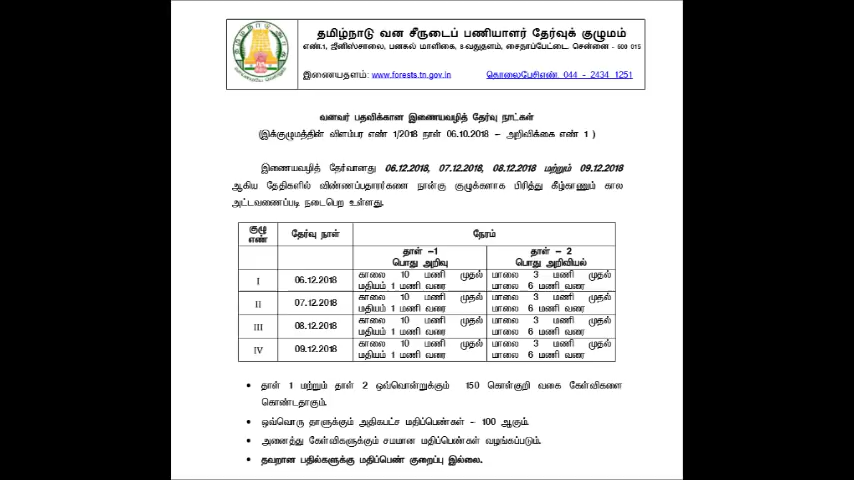 தமிழ்நாடு வன சீருடைப் பணியாளர் தேர்வுக் குழுமம்
எண்.1, ஜீனிஸ்சாலை, பனகல் மாளிகை, 8-வதுதளம், சைதாப்பேட்டை. சென்னை - 600 015
இணையதளம்: www.forests.tn.gov.in தொலைபேசிஎண் 044 - 2434 1251
வனவர் பதவிக்கான இணையவழித் தேர்வு நாட்கள்
(இக்குழுமத்தின் விளம்பர எண் 1/2018 நாள் 06.10.2018 – அறிவிக்கை எண் 1 )
இணையவழித் தேர்வானது 06.12.2018, 07.12.2018, 08.12.2018 மற்றும் 09.12.2018
ஆகிய தேதிகளில் விண்ணப்பதாரர்களை நான்கு குழுக்களாக பிரித்து கீழ்காணும் கால
அட்டவணைப்படி நடைபெற உள்ளது.
குழு எண் தேர்வு நாள் நேரம்
தாள் –1 தாள் – 2
பொது அறிவு பொது அறிவியல்
I 06.12.2018 காலை 10 மணி முதல் மாலை 3 மணி முதல்
மதியம் 1 மணி வரை மாலை 6 மணி வரை
II 07.12.2018 காலை 10 மணி முதல் மாலை 3 மணி முதல்
மதியம் 1 மணி வரை மாலை 6 மணி வரை
III 08.12.2018 காலை 10 மணி முதல் மாலை 3 மணி முதல்
மதியம் 1 மணி வரை மாலை 6 மணி வரை
IV 09.12.2018 காலை 10 மணி முதல் மாலை 3 மணி முதல்
மதியம் 1 மணி வரை மாலை 6 மணி வரை
• தாள் 1 மற்றும் தாள் 2 ஒவ்வொன்றுக்கும் 150 கொள்குறி வகை கேள்விகளை
கொண்டதாகும்.
• ஒவ்வொரு தாளுக்கும் அதிகபட்ச மதிப்பெண்கள் – 100 ஆகும்.
• அனைத்து கேள்விகளுக்கும் சமமான மதிப்பெண்கள் வழங்கப்படும்.
• தவறான பதில்களுக்கு மதிப்பெண் குறைப்பு இல்லை.